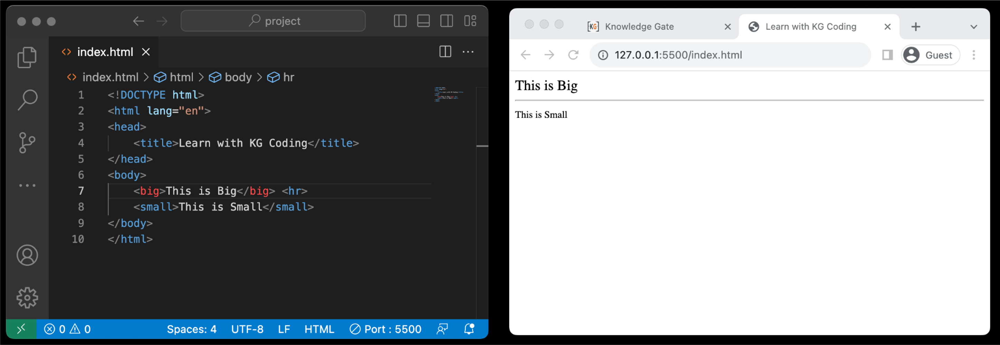 project
index.html
index.html > html > body > hr
1 <!DOCTYPE html>
2 <html lang="en">
3 <head>
4 <title>Learn with KG Coding</title>
5 </head>
6 <body>
7 <big>This is Big</big> <hr>
8 <small>This is Small</small>
9 </body>
10 </html>
0 0 Spaces: 4 UTF-8 LF HTML Port : 5500
KG Knowledge Gate Learn with KG Coding
127.0.0.1:5500/index.html Guest
This is Big
This is Small